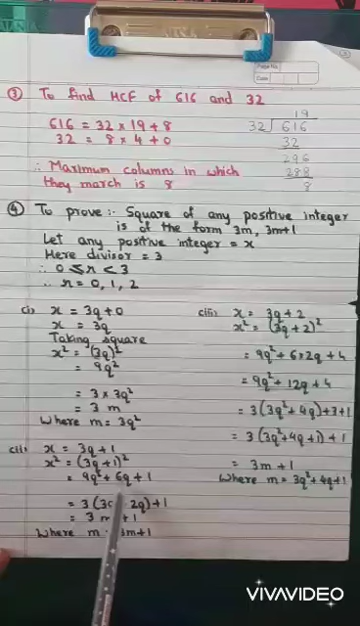 Page No.
Date
③ To find HCF of 616 and 32
616 = 32 × 19 + 8
32 = 8 × 4 + 0
∴ Maximum columns in which
they march is 8
19
32 616
32
296
288
8
④ To prove :- Square of any positive integer
is of the form 3m, 3m+1
Let any positive integer = x
Here divisor = 3
∴ 0 ≤ r < 3
∴ r = 0, 1, 2
(i) x = 3q+0
x = 3q
Taking square
x² = (3q)²
= 9q²
= 3 × 3q²
= 3 m
Where m = 3q²
(ii) x = 3q + 1
x² = (3q+1)²
= 9q² + 6q + 1
= 3 (3q 2q) + 1
= 3 m + 1
Where m 3m+1
(iii) x = 3q+2
x² = (3q+2)²
= 9q² + 6×2q + 4
= 9q² + 12q + 4
= 3(3q² + 4q) + 3+1
= 3(3q² + 4q + 1) + 1
= 3m + 1
Where m = 3q² + 4q + 1
VIVAVIDEO